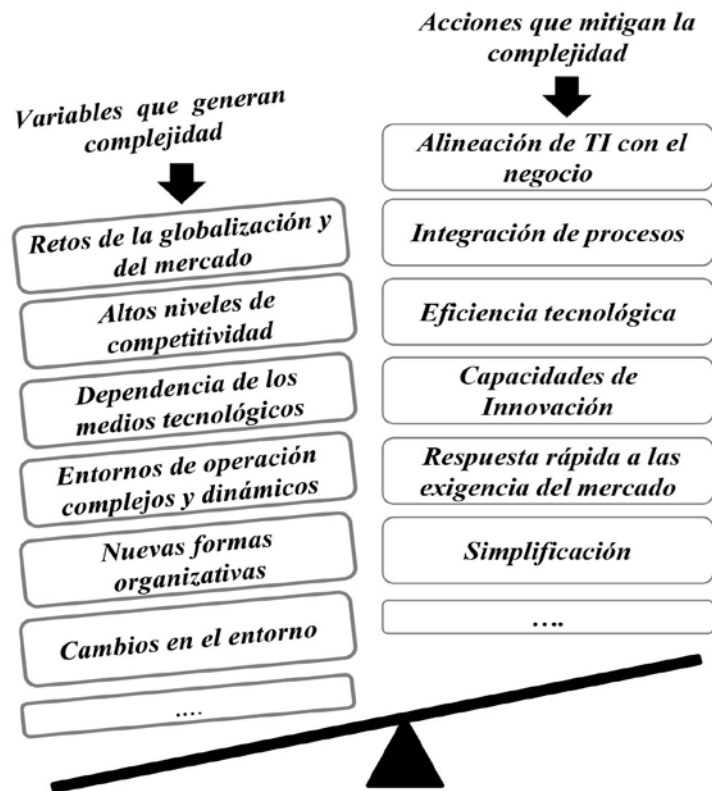 Variables que generan
complejidad
Retos de la globalización y
del mercado
Altos niveles de
competitividad
Dependencia de los
medios tecnológicos
Entornos de operación
complejos y dinámicos
Nuevas formas
organizativas
Cambios en el entorno
....
Acciones que mitigan la
complejidad
Alineación de TI con el
negocio
Integración de procesos
Eficiencia tecnológica
Capacidades de
Innovación
Respuesta rápida a las
exigencia del mercado
Simplificación
....